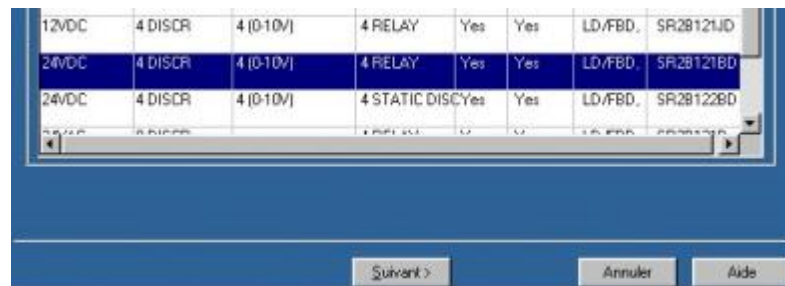 12VDC 4 DISCR 4 (0-10V) 4 RELAY Yes Yes LD/FBD, SR2B121JD
24VDC 4 DISCR 4 (0-10V) 4 RELAY Yes Yes LD/FBD, SR2B121BD
24VDC 4 DISCR 4 (0-10V) 4 STATIC DISC Yes Yes LD/FBD, SR2B122BD
Suivant > Annuler Aide